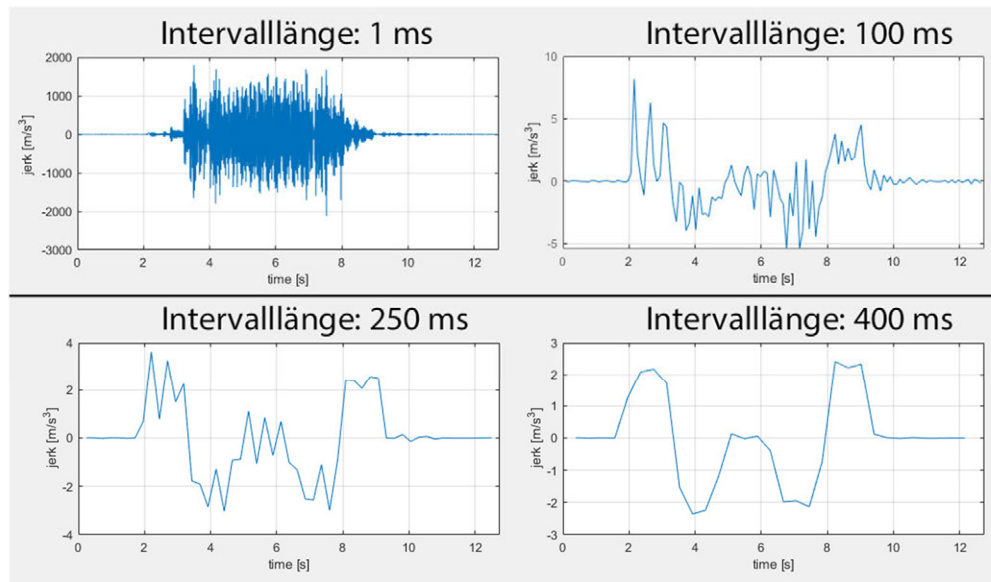 Intervalllänge: 1 ms
2000
1000
0
-1000
-2000
-3000
jerk [m/s³]
0 2 4 6 8 10 12
time [s]
Intervalllänge: 100 ms
10
5
0
-5
jerk [m/s³]
0 2 4 6 8 10 12
time [s]
Intervalllänge: 250 ms
4
2
0
-2
-4
jerk [m/s³]
0 2 4 6 8 10 12
time [s]
Intervalllänge: 400 ms
3
2
1
0
-1
-2
-3
jerk [m/s³]
0 2 4 6 8 10 12
time [s]